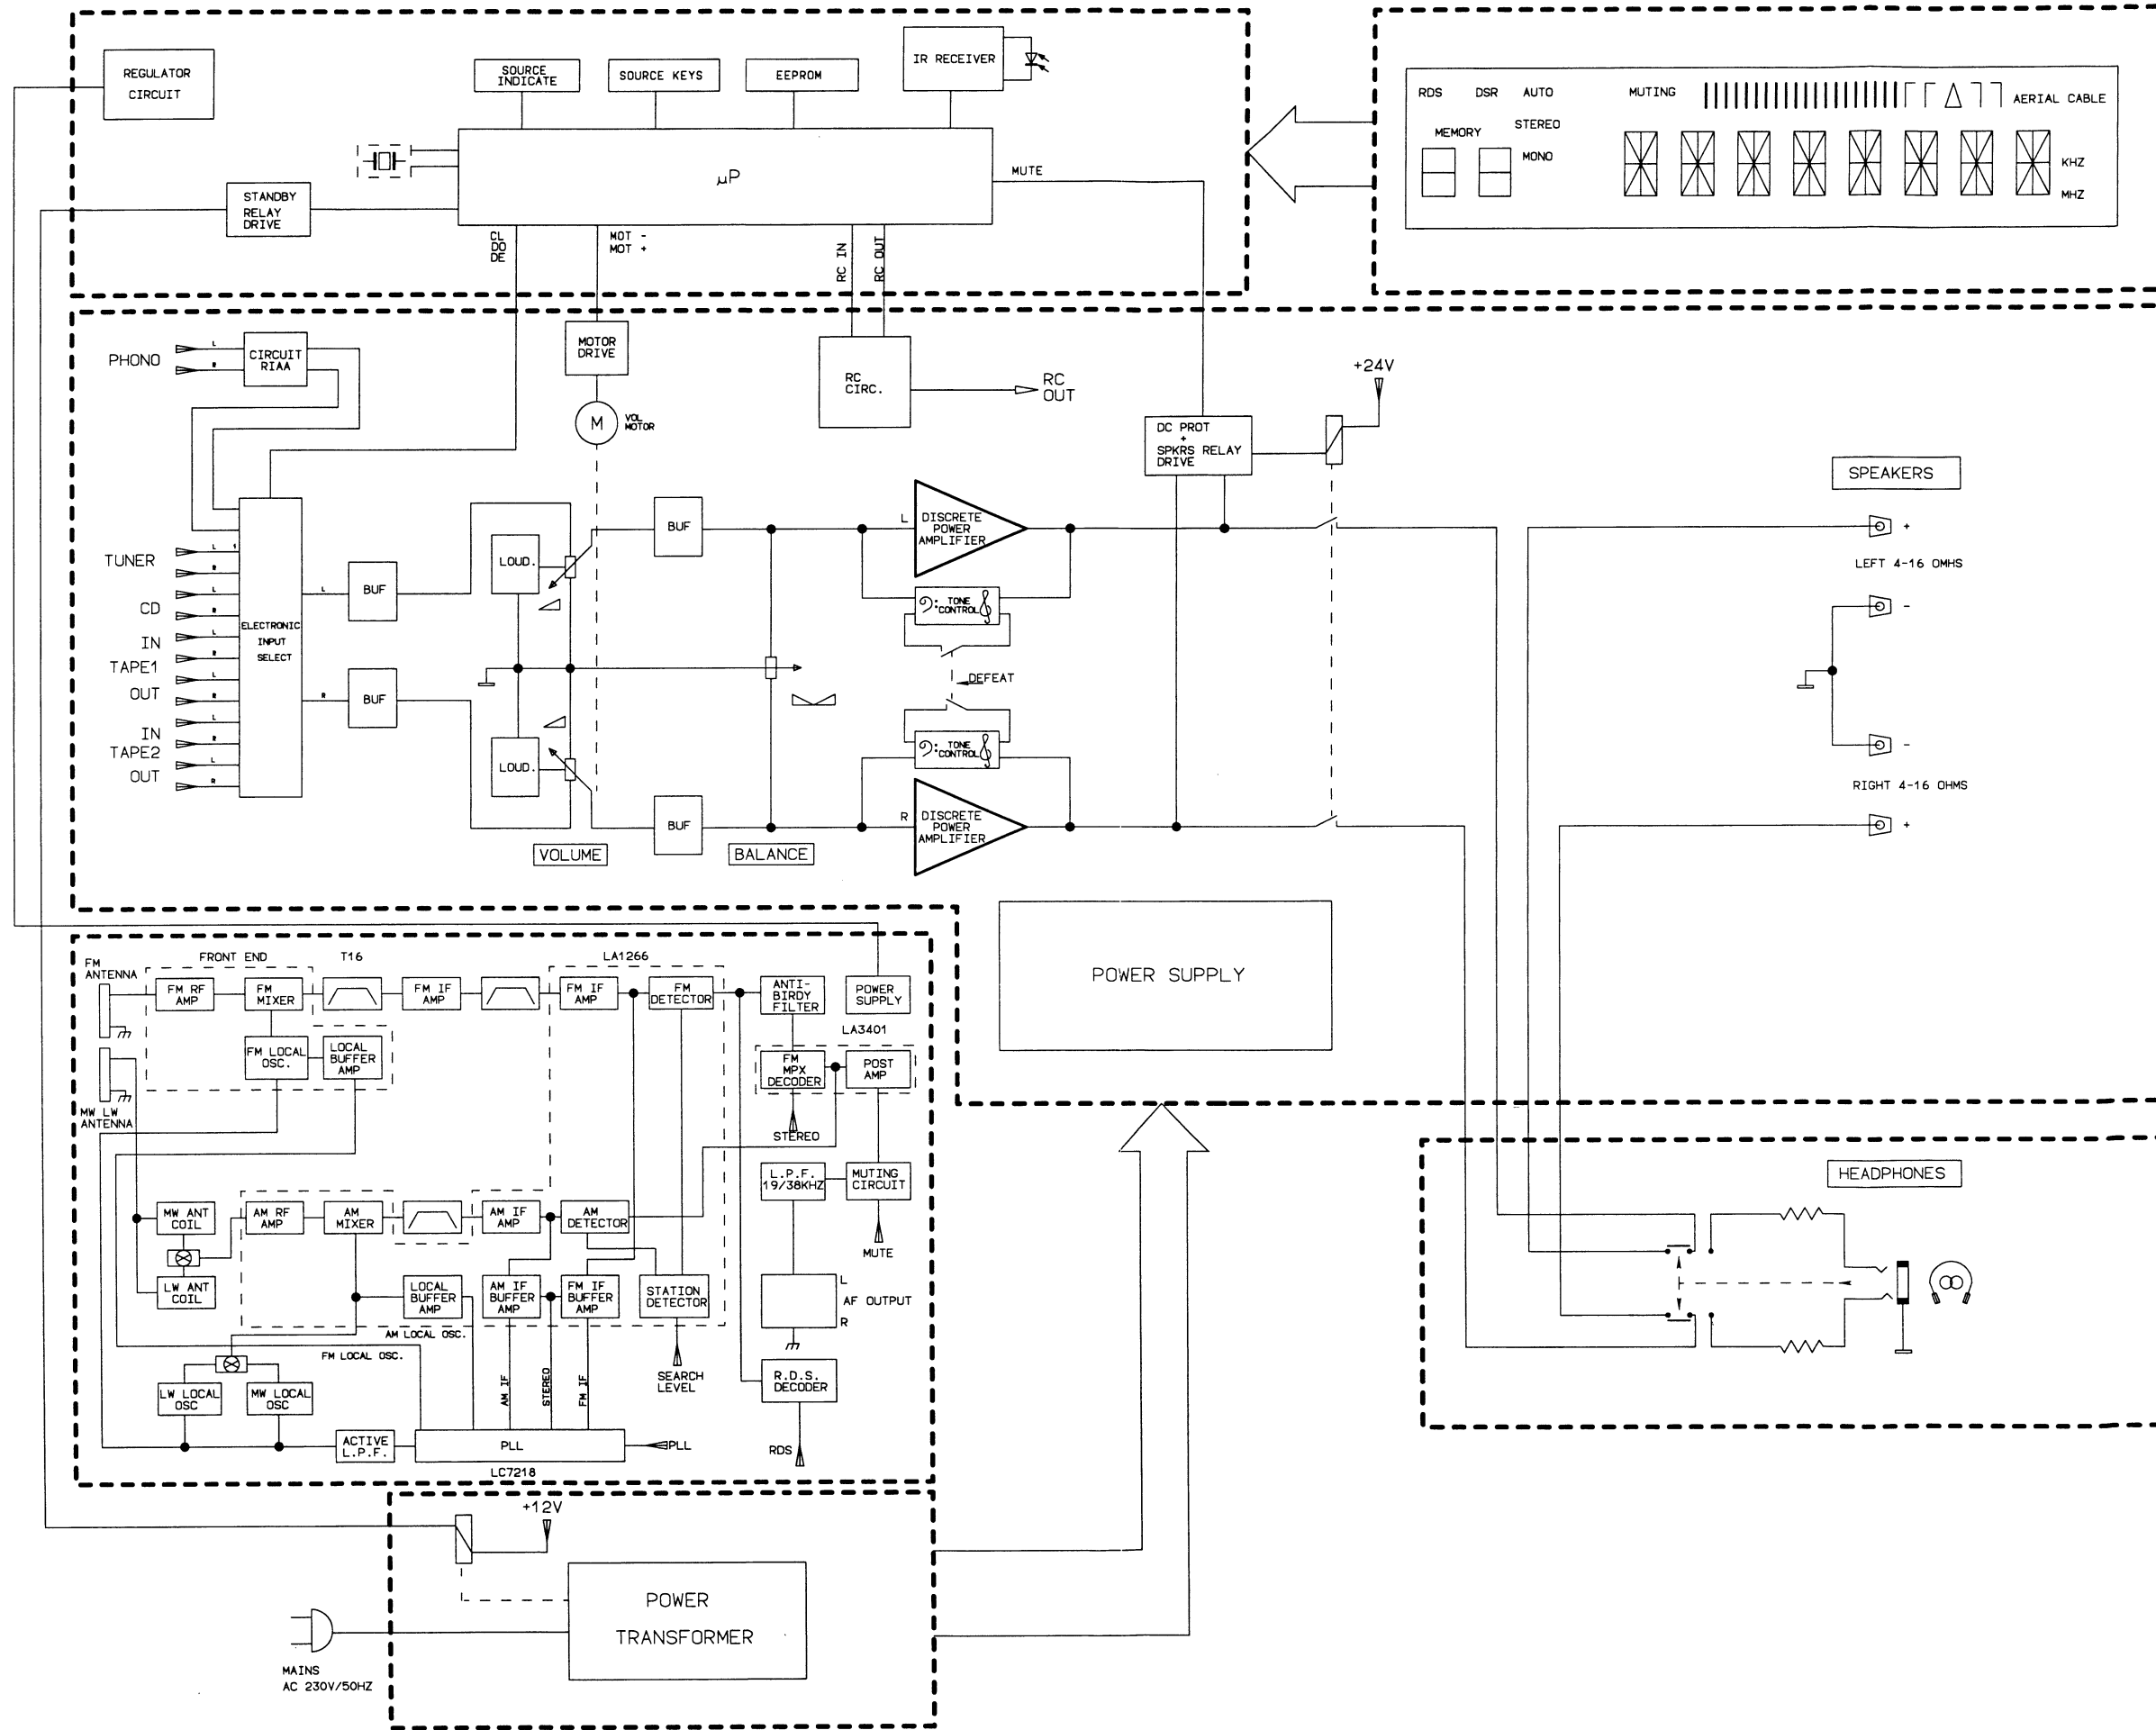 REGULATOR
CIRCUIT
SOURCE
INDICATE
SOURCE KEYS
EEPROM
IR RECEIVER
µP
MUTE
STANDBY
RELAY
DRIVE
CL
DO
DE
MOT -
MOT +
RC IN
RC OUT
RDS
DSR
AUTO
MUTING
AERIAL CABLE
MEMORY
STEREO
MONO
KHZ
MHZ
PHONO
L
R
CIRCUIT
RIAA
MOTOR
DRIVE
M
VOL
MOTOR
RC
CIRC.
RC
OUT
+24V
DC PROT
+
SPKRS RELAY
DRIVE
SPEAKERS
+
LEFT 4-16 OMHS
-
-
RIGHT 4-16 OHMS
+
TUNER
L
1
R
CD
L
R
IN
L
R
TAPE1
OUT
L
R
IN
L
R
TAPE2
OUT
L
R
ELECTRONIC
INPUT
SELECT
L
BUF
R
BUF
LOUD.
LOUD.
BUF
BUF
L
DISCRETE
POWER
AMPLIFIER
TONE
CONTROL
DEFEAT
TONE
CONTROL
R
DISCRETE
POWER
AMPLIFIER
VOLUME
BALANCE
POWER SUPPLY
FM
ANTENNA
FRONT END
T16
LA1266
FM RF
AMP
FM
MIXER
FM IF
AMP
FM IF
AMP
FM
DETECTOR
ANTI-
BIRDY
FILTER
POWER
SUPPLY
LA3401
FM LOCAL
OSC.
LOCAL
BUFFER
AMP
FM
MPX
DECODER
POST
AMP
MW LW
ANTENNA
STEREO
L.P.F.
19/38KHZ
MUTING
CIRCUIT
MUTE
MW ANT
COIL
AM RF
AMP
AM
MIXER
AM IF
AMP
AM
DETECTOR
LW ANT
COIL
LOCAL
BUFFER
AMP
AM IF
BUFFER
AMP
FM IF
BUFFER
AMP
STATION
DETECTOR
L
AF OUTPUT
R
AM LOCAL OSC.
FM LOCAL OSC.
LW LOCAL
OSC
MW LOCAL
OSC
AM IF
STEREO
FM IF
SEARCH
LEVEL
R.D.S.
DECODER
ACTIVE
L.P.F.
PLL
PLL
LC7218
RDS
HEADPHONES
+12V
POWER
TRANSFORMER
MAINS
AC 230V/50HZ